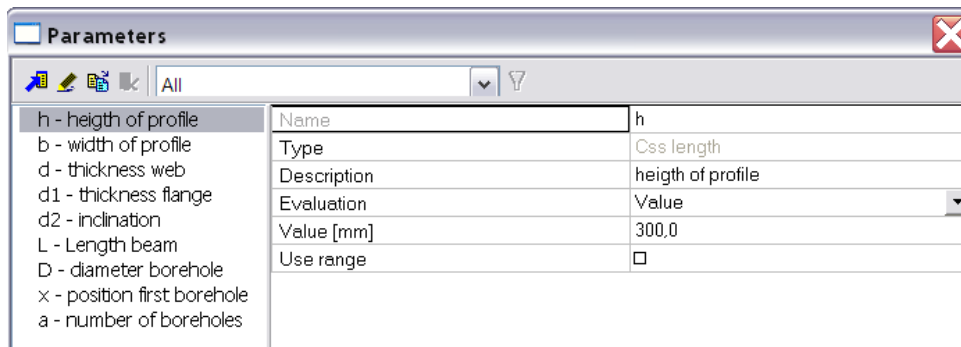 Parameters
All
h - heigth of profile
b - width of profile
d - thickness web
d1 - thickness flange
d2 - inclination
L - Length beam
D - diameter borehole
x - position first borehole
a - number of boreholes
Name h
Type Css length
Description heigth of profile
Evaluation Value
Value [mm] 300,0
Use range